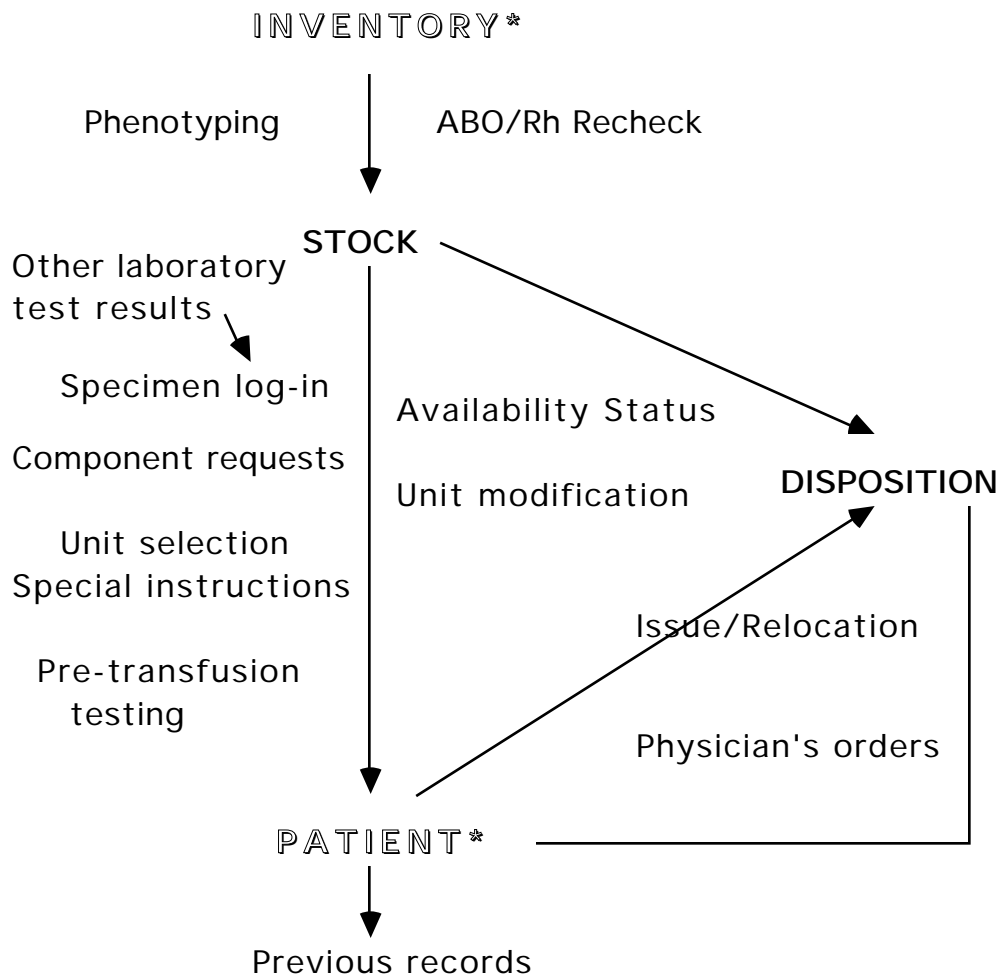 INVENTORY*
Phenotyping
ABO/Rh Recheck
STOCK
Other laboratory
test results
Specimen log-in
Availability Status
Component requests
DISPOSITION
Unit modification
Unit selection
Special instructions
Issue/Relocation
Pre-transfusion
testing
Physician's orders
PATIENT*
Previous records